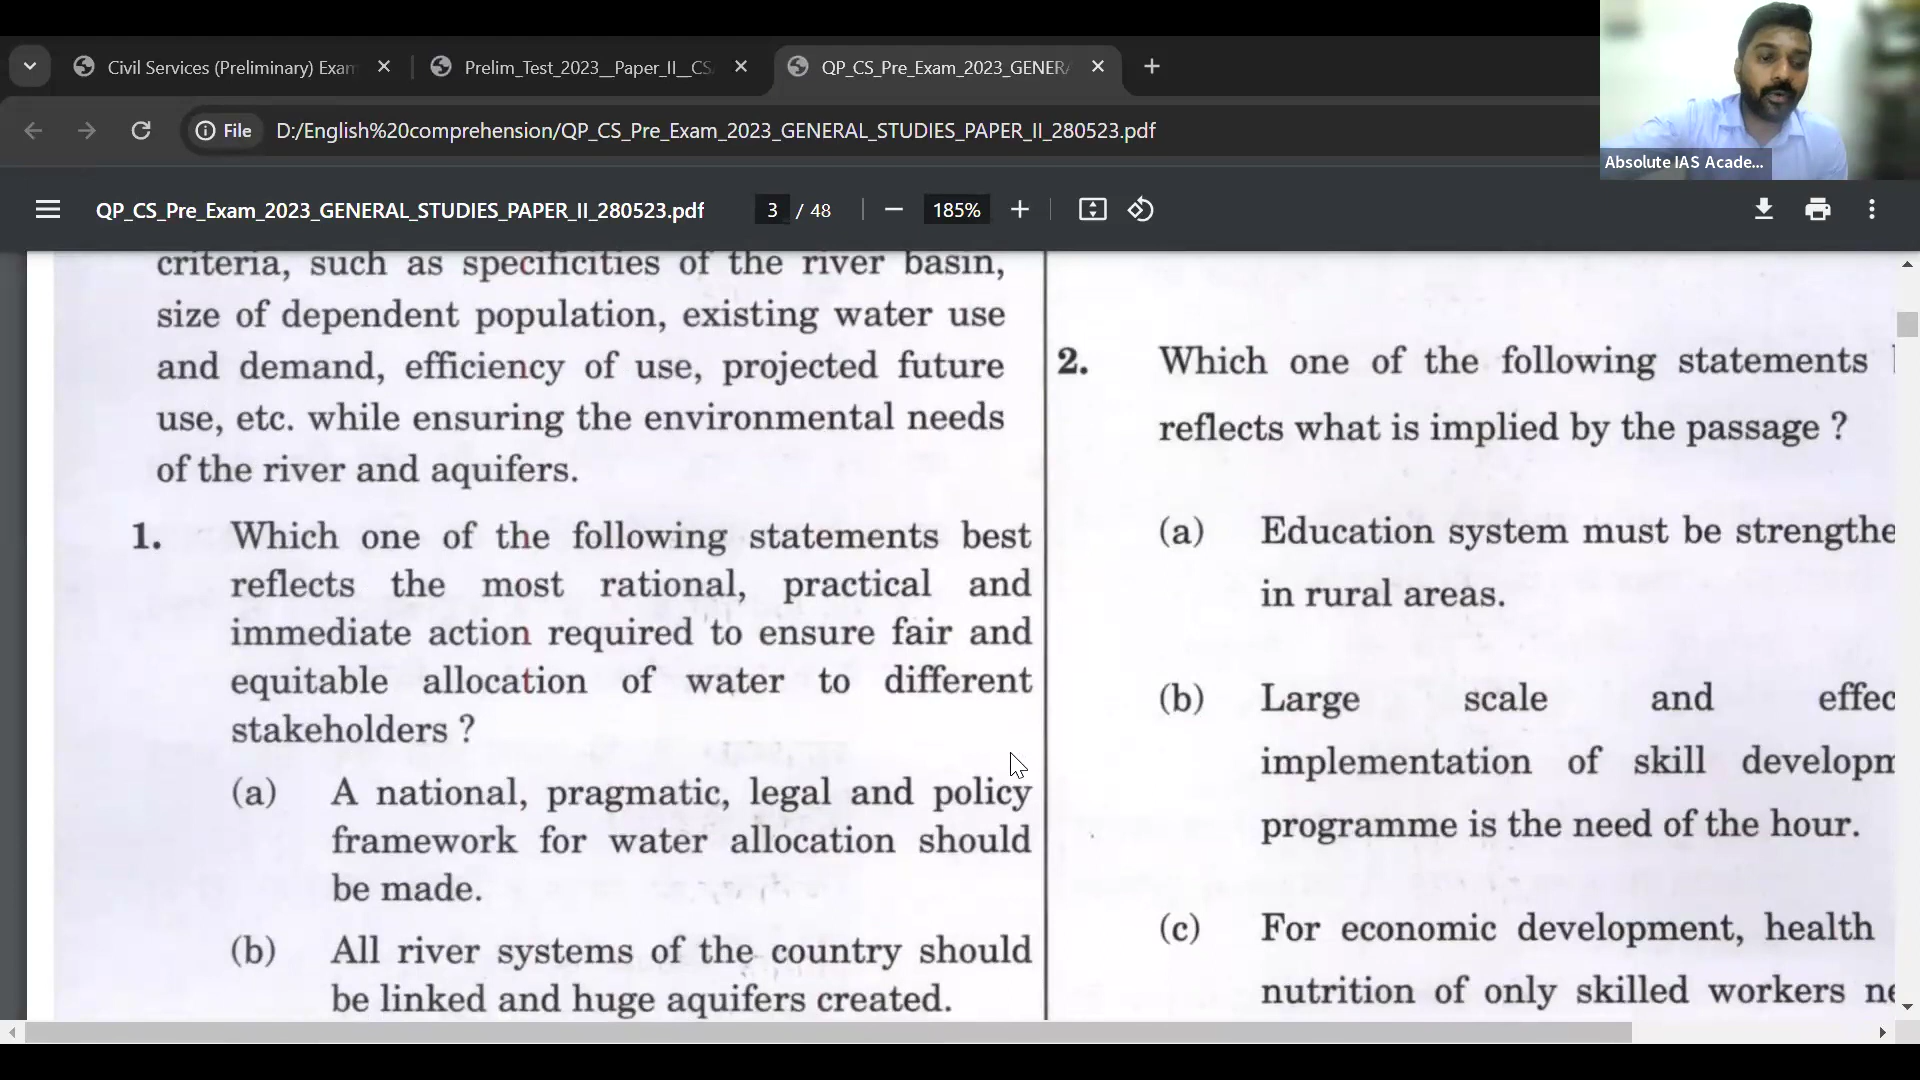 Civil Services (Preliminary) Exam
Prelim_Test_2023__Paper_II__CS
QP_CS_Pre_Exam_2023_GENER
File
D:/English%20comprehension/QP_CS_Pre_Exam_2023_GENERAL_STUDIES_PAPER_II_280523.pdf
Absolute IAS Acade...
QP_CS_Pre_Exam_2023_GENERAL_STUDIES_PAPER_II_280523.pdf
3 / 48
185%
criteria, such as specificities of the river basin,
size of dependent population, existing water use
and demand, efficiency of use, projected future
use, etc. while ensuring the environmental needs
of the river and aquifers.
1. Which one of the following statements best
reflects the most rational, practical and
immediate action required to ensure fair and
equitable allocation of water to different
stakeholders ?
(a) A national, pragmatic, legal and policy
framework for water allocation should
be made.
(b) All river systems of the country should
be linked and huge aquifers created.
2. Which one of the following statements
reflects what is implied by the passage ?
(a) Education system must be strengthe
in rural areas.
(b) Large scale and effec
implementation of skill developm
programme is the need of the hour.
(c) For economic development, health
nutrition of only skilled workers ne